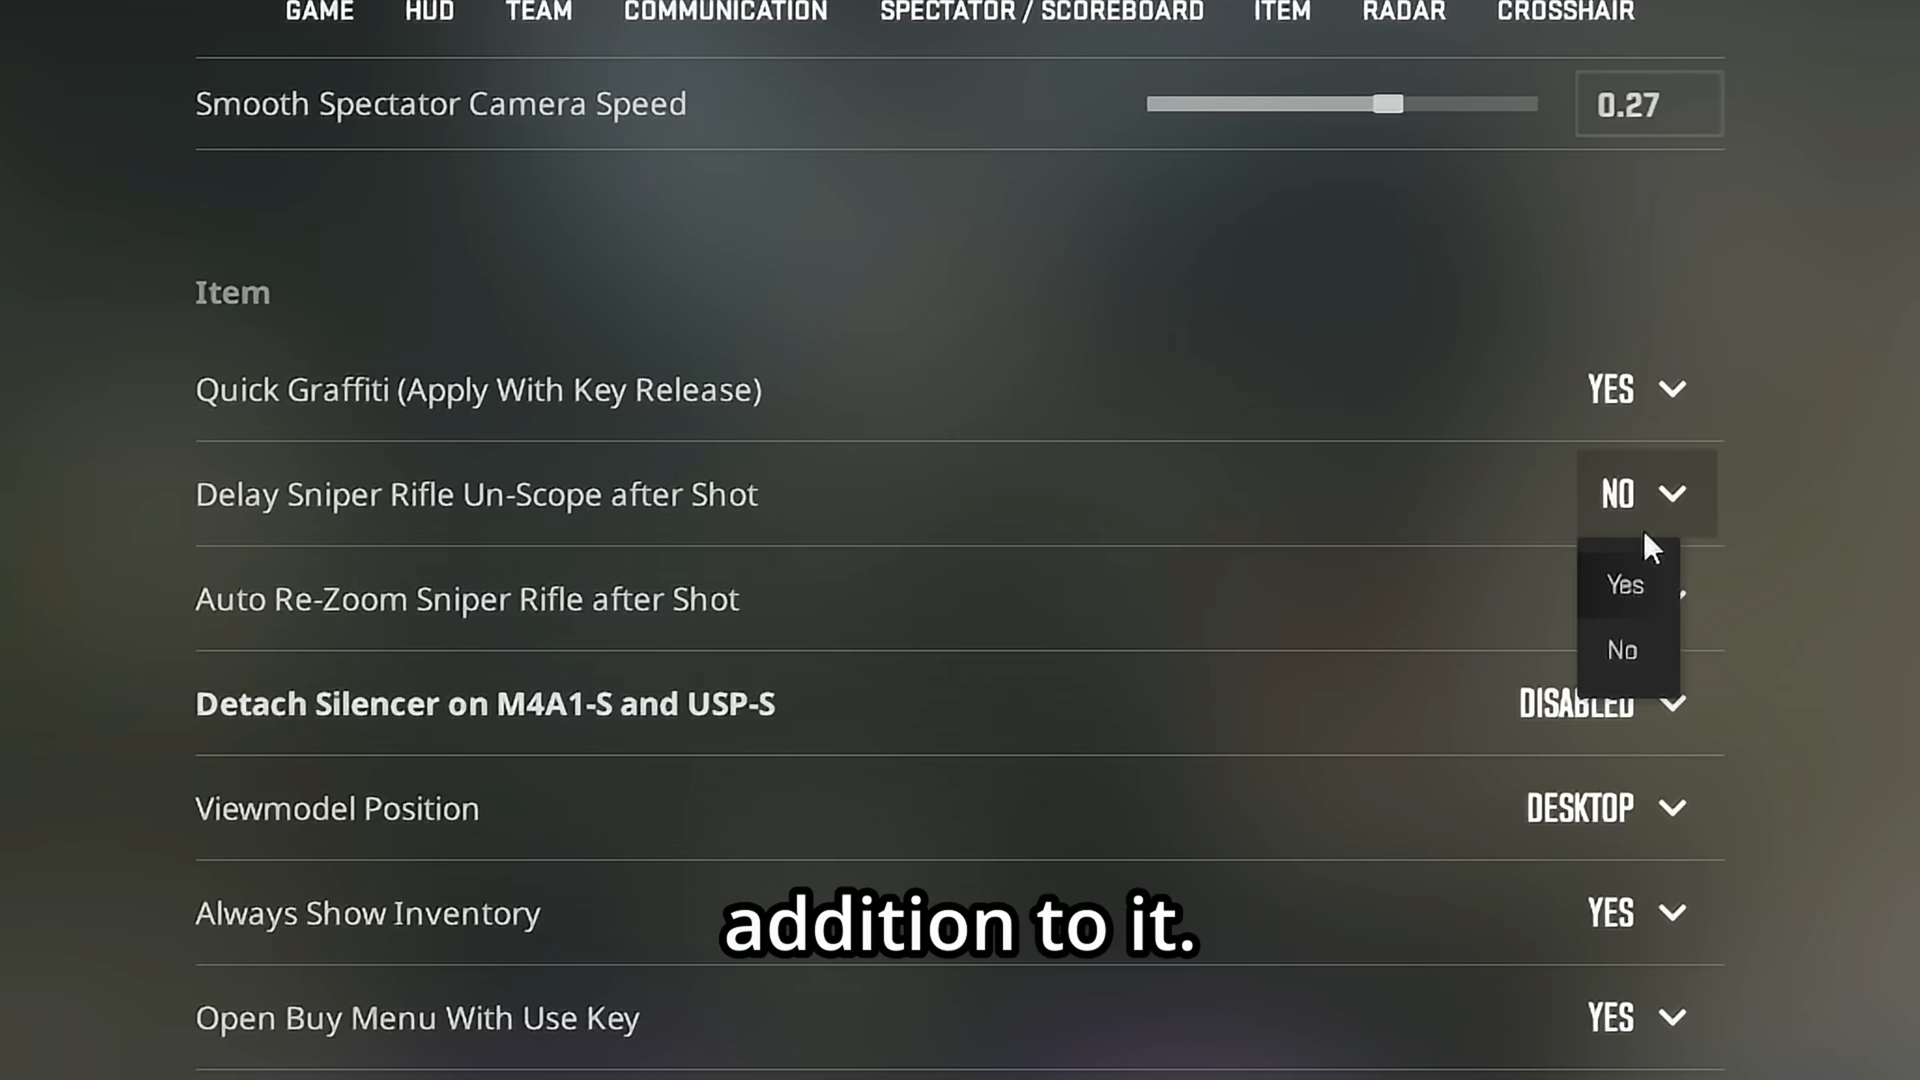 GAME HUD TEAM COMMUNICATION SPECTATOR / SCOREBOARD ITEM RADAR CROSSHAIR
Smooth Spectator Camera Speed 0.27
Item
Quick Graffiti (Apply With Key Release) YES
Delay Sniper Rifle Un-Scope after Shot NO
Yes
Auto Re-Zoom Sniper Rifle after Shot
No
Detach Silencer on M4A1-S and USP-S DISABLED
Viewmodel Position DESKTOP
Always Show Inventory YES
addition to it.
Open Buy Menu With Use Key YES